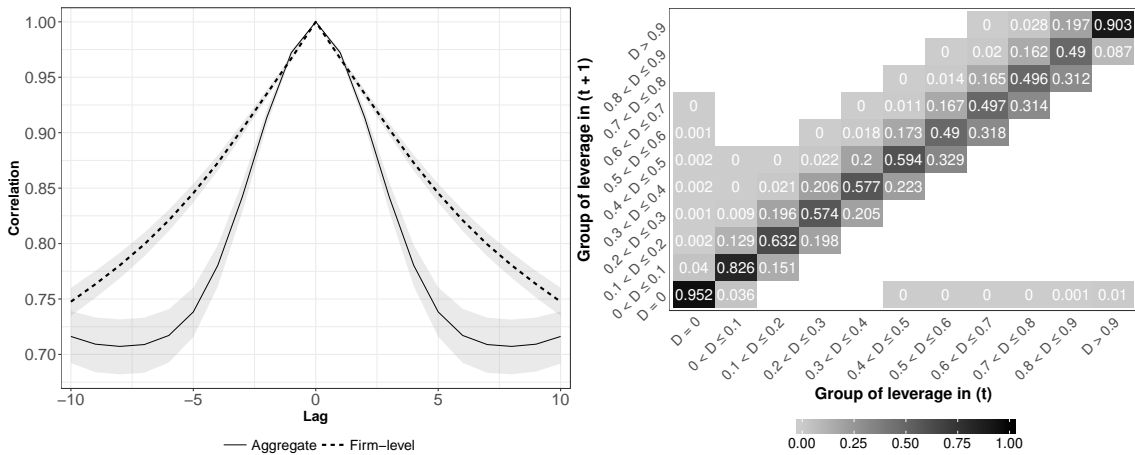 1.00
0.95
0.90
0.85
0.80
0.75
0.70
Correlation
−10
−5
0
5
10
Lag
Aggregate
Firm−level
Group of leverage in (t + 1)
D > 0.9
0.8 < D ≤ 0.9
0.7 < D ≤ 0.8
0.6 < D ≤ 0.7
0.5 < D ≤ 0.6
0.4 < D ≤ 0.5
0.3 < D ≤ 0.4
0.2 < D ≤ 0.3
0.1 < D ≤ 0.2
0 < D ≤ 0.1
D = 0
0 0.028 0.197 0.903
0 0.02 0.162 0.49 0.087
0 0.014 0.165 0.496 0.312
0 0 0.011 0.167 0.497 0.314
0.001 0 0.018 0.173 0.49 0.318
0.002 0 0 0.022 0.2 0.594 0.329
0.002 0 0.021 0.206 0.577 0.223
0.001 0.009 0.196 0.574 0.205
0.002 0.129 0.632 0.198
0.04 0.826 0.151
0.952 0.036 0 0 0 0 0.001 0.01
D = 0
0 < D ≤ 0.1
0.1 < D ≤ 0.2
0.2 < D ≤ 0.3
0.3 < D ≤ 0.4
0.4 < D ≤ 0.5
0.5 < D ≤ 0.6
0.6 < D ≤ 0.7
0.7 < D ≤ 0.8
0.8 < D ≤ 0.9
D > 0.9
Group of leverage in (t)
0.00 0.25 0.50 0.75 1.00